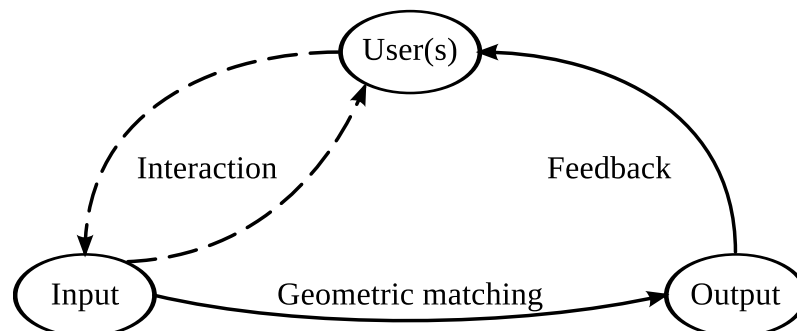 User(s)
Interaction
Feedback
Input
Geometric matching
Output